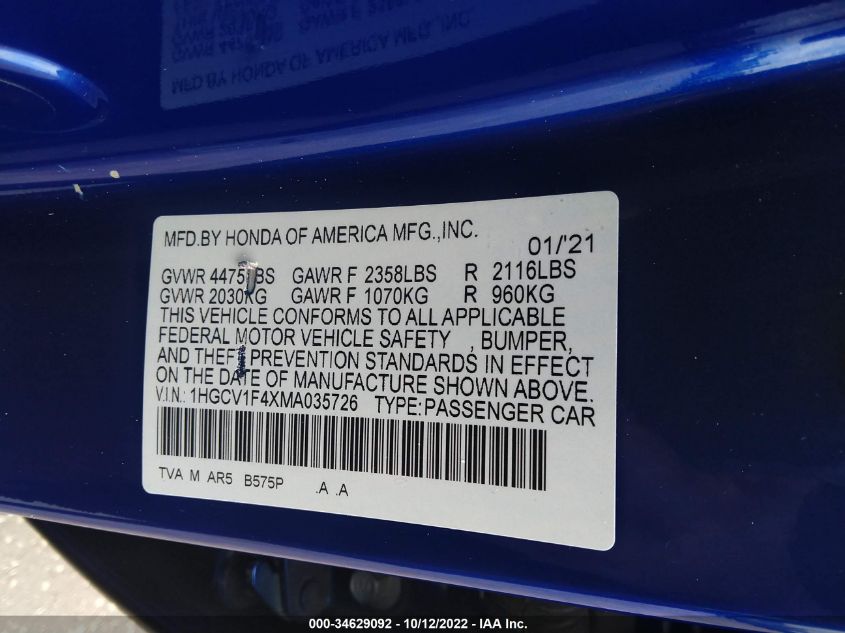 MFD.BY HONDA OF AMERICA MFG.,INC. 01/'21
GVWR 4475LBS GAWR F 2358LBS R 2116LBS
GVWR 2030KG GAWR F 1070KG R 960KG
THIS VEHICLE CONFORMS TO ALL APPLICABLE
FEDERAL MOTOR VEHICLE SAFETY , BUMPER,
AND THEFT PREVENTION STANDARDS IN EFFECT
ON THE DATE OF MANUFACTURE SHOWN ABOVE.
V.I.N.: 1HGCV1F4XMA035726 TYPE:PASSENGER CAR
TVA M AR5 B575P .A .A
000-34629092 - 10/12/2022 - IAA Inc.